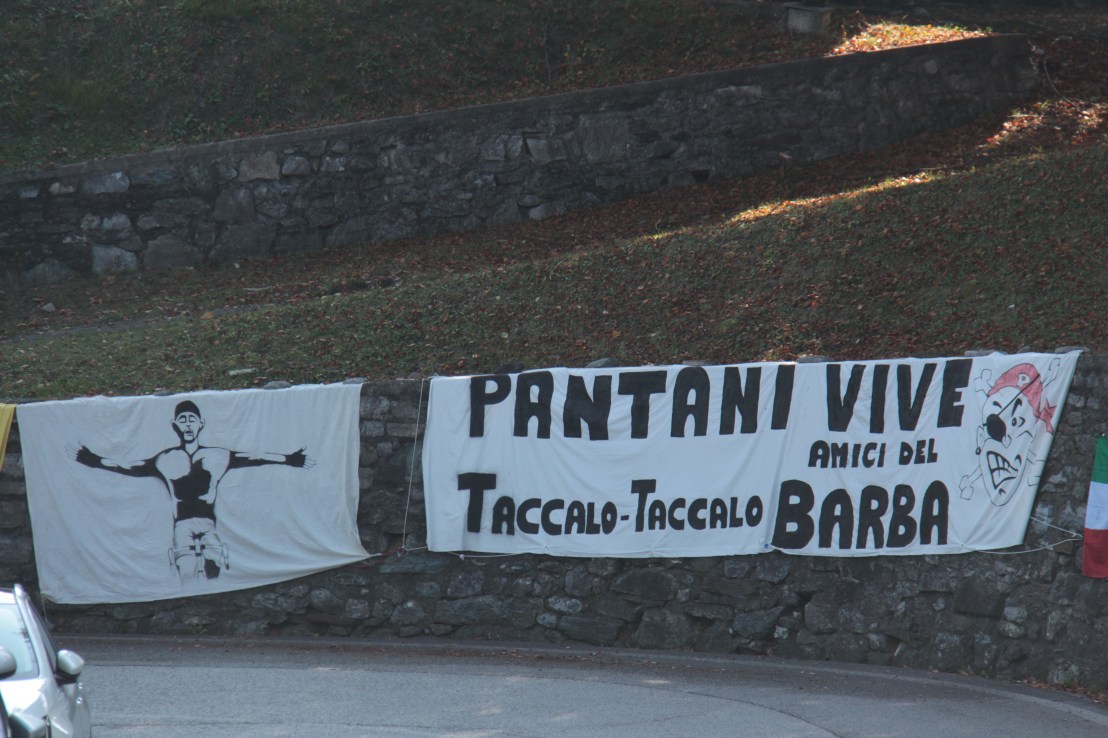 PANTANI VIVE
AMICI DEL
TACCALO-TACCALO BARBA